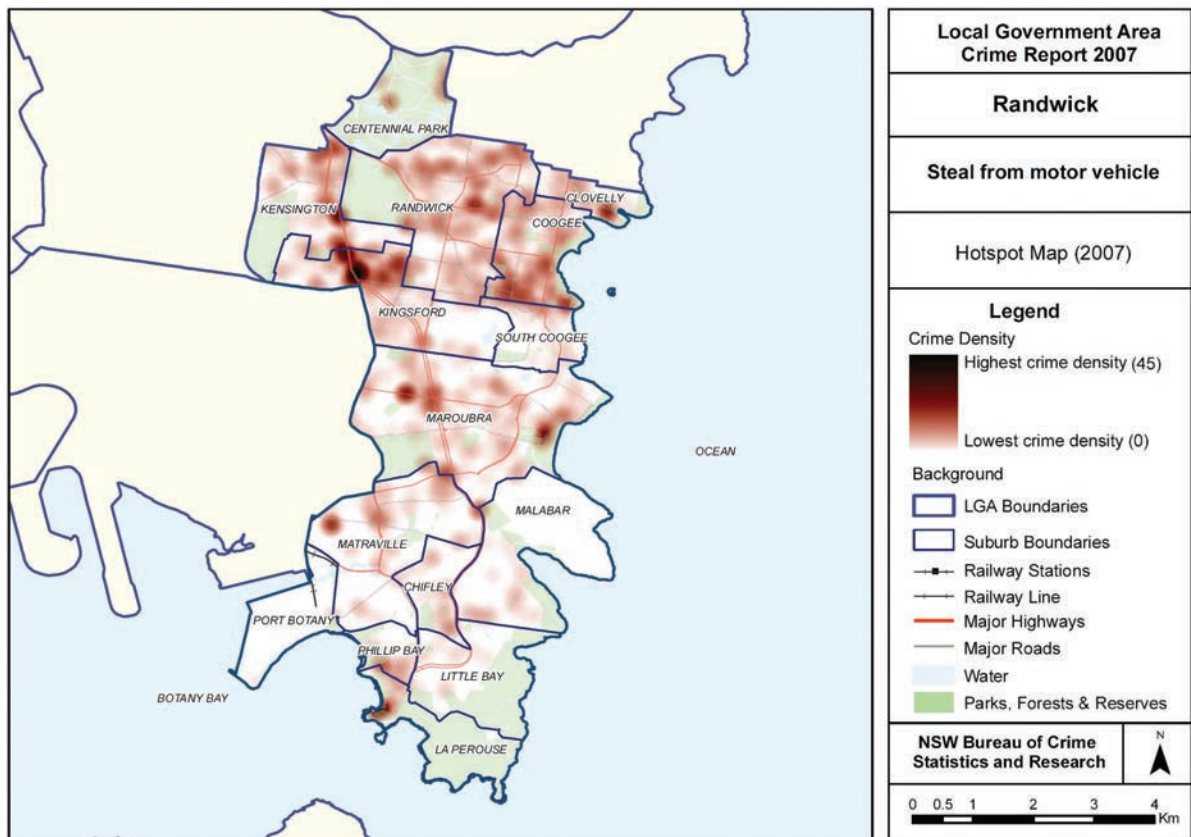 CENTENNIAL PARK
KENSINGTON
RANDWICK
CLOVELLY
COOGEE
KINGSFORD
SOUTH COOGEE
MAROUBRA
OCEAN
MALABAR
MATRAVILLE
CHIFLEY
PORT BOTANY
PHILLIP BAY
LITTLE BAY
BOTANY BAY
LA PEROUSE
Local Government Area
Crime Report 2007
Randwick
Steal from motor vehicle
Hotspot Map (2007)
Legend
Crime Density
Highest crime density (45)
Lowest crime density (0)
Background
LGA Boundaries
Suburb Boundaries
Railway Stations
Railway Line
Major Highways
Major Roads
Water
Parks, Forests & Reserves
NSW Bureau of Crime
Statistics and Research
N
0 0.5 1 2 3 4
Km